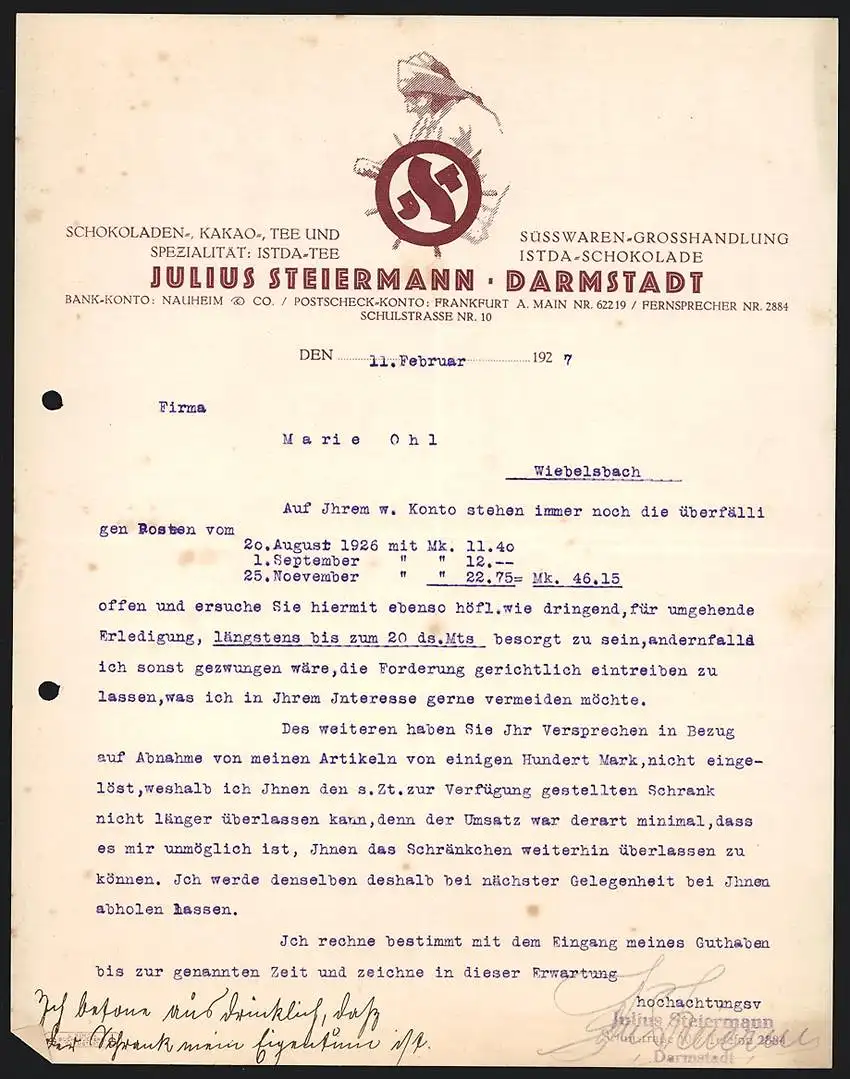 SCHOKOLADEN-, KAKAO-, TEE UND
SPEZIALITÄT: ISTDA-TEE
SÜSSWAREN-GROSSHANDLUNG
ISTDA-SCHOKOLADE
JULIUS STEIERMANN · DARMSTADT
BANK-KONTO: NAUHEIM & CO. / POSTSCHECK-KONTO: FRANKFURT A. MAIN NR. 62219 / FERNSPRECHER NR. 2884
SCHULSTRASSE NR. 10
DEN 11.Februar 1927
Firma
Marie Ohl
Wiebelsbach
Auf Jhrem w. Konto stehen immer noch die überfälli
gen Posten vom
2o.August 1926 mit Mk. 11.4o
1.September " " 12.--
25.Noevember " " 22.75= Mk. 46.15
offen und ersuche Sie hiermit ebenso höfl.wie dringend,für umgehende
Erledigung, längstens bis zum 20 ds.Mts besorgt zu sein,andernfalls
ich sonst gezwungen wäre,die Forderung gerichtlich eintreiben zu
lassen,was ich in Jhrem Jnteresse gerne vermeiden möchte.
Des weiteren haben Sie Jhr Versprechen in Bezug
auf Abnahme von meinen Artikeln von einigen Hundert Mark,nicht einge-
löst,weshalb ich Jhnen den s.Zt.zur Verfügung gestellten Schrank
nicht länger überlassen kann,denn der Umsatz war derart minimal,dass
es mir unmöglich ist, Jhnen das Schränkchen weiterhin überlassen zu
können. Jch werde denselben deshalb bei nächster Gelegenheit bei Jhnen
abholen lassen.
Jch rechne bestimmt mit dem Eingang meines Guthaben
bis zur genannten Zeit und zeichne in dieser Erwartung
hochachtungsv
Julius Steiermann
2884
Darmstadt
Ich betone ausdrücklich, daß
der Schrank mein Eigentum ist.